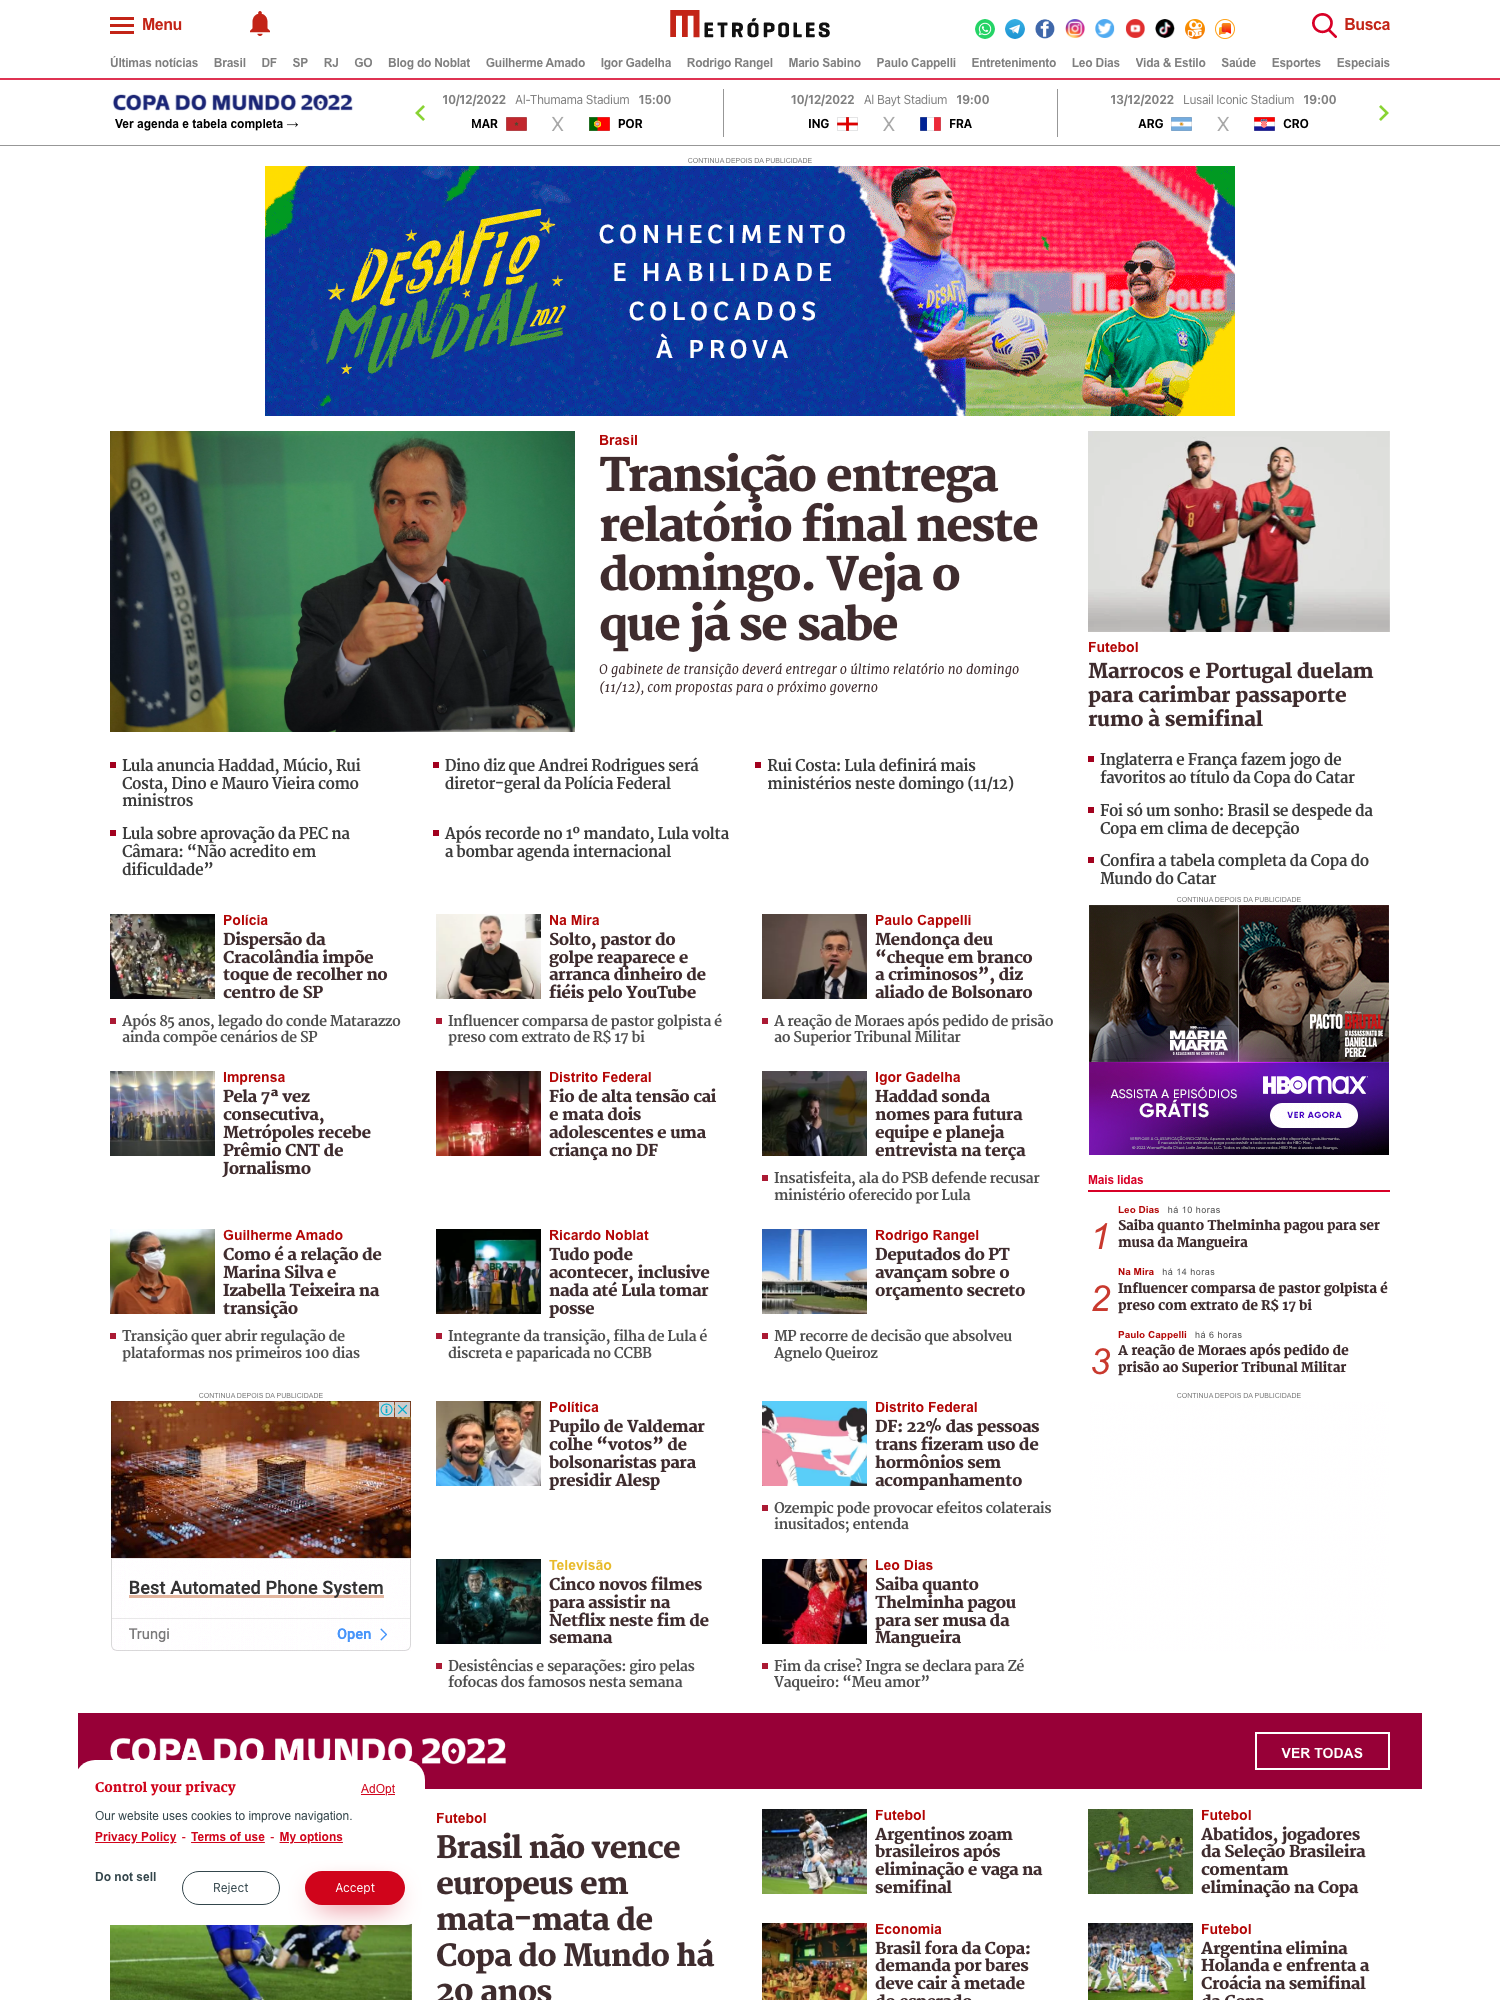 Menu
METRÓPOLES
Busca
Últimas notícias Brasil DF SP RJ GO Blog do Noblat Guilherme Amado Igor Gadelha Rodrigo Rangel Mario Sabino Paulo Cappelli Entretenimento Leo Dias Vida & Estilo Saúde Esportes Especiais
COPA DO MUNDO 2022
Ver agenda e tabela completa →
10/12/2022 Al-Thumama Stadium 15:00
MAR X POR
10/12/2022 Al Bayt Stadium 19:00
ING X FRA
13/12/2022 Lusail Iconic Stadium 19:00
ARG X CRO
CONTINUA DEPOIS DA PUBLICIDADE
DESAFIO
MUNDIAL 2022
CONHECIMENTO
E HABILIDADE
COLOCADOS
À PROVA
METRÓPOLES
DESAFIO
ORDEM E PROGRESSO
Brasil
Transição entrega
relatório final neste
domingo. Veja o
que já se sabe
O gabinete de transição deverá entregar o último relatório no domingo
(11/12), com propostas para o próximo governo
8
7
Futebol
Marrocos e Portugal duelam
para carimbar passaporte
rumo à semifinal
Inglaterra e França fazem jogo de
favoritos ao título da Copa do Catar
Foi só um sonho: Brasil se despede da
Copa em clima de decepção
Confira a tabela completa da Copa do
Mundo do Catar
Lula anuncia Haddad, Múcio, Rui
Costa, Dino e Mauro Vieira como
ministros
Dino diz que Andrei Rodrigues será
diretor-geral da Polícia Federal
Rui Costa: Lula definirá mais
ministérios neste domingo (11/12)
Lula sobre aprovação da PEC na
Câmara: “Não acredito em
dificuldade”
Após recorde no 1º mandato, Lula volta
a bombar agenda internacional
Polícia
Dispersão da
Cracolândia impõe
toque de recolher no
centro de SP
Após 85 anos, legado do conde Matarazzo
ainda compõe cenários de SP
Na Mira
Solto, pastor do
golpe reaparece e
arranca dinheiro de
fiéis pelo YouTube
Influencer comparsa de pastor golpista é
preso com extrato de R$ 17 bi
Paulo Cappelli
Mendonça deu
“cheque em branco
a criminosos”, diz
aliado de Bolsonaro
A reação de Moraes após pedido de prisão
ao Superior Tribunal Militar
CONTINUA DEPOIS DA PUBLICIDADE
HAPPY
NEW YEAR
MARIA
MARTA
O ASSASSINATO NO COUNTRY CLUB
PACTO BRUTAL
O ASSASSINATO DE
DANIELLA
PEREZ
ASSISTA A EPISÓDIOS
GRÁTIS
HBOMAX
VER AGORA
Imprensa
Pela 7ª vez
consecutiva,
Metrópoles recebe
Prêmio CNT de
Jornalismo
Distrito Federal
Fio de alta tensão cai
e mata dois
adolescentes e uma
criança no DF
Igor Gadelha
Haddad sonda
nomes para futura
equipe e planeja
entrevista na terça
Insatisfeita, ala do PSB defende recusar
ministério oferecido por Lula
Mais lidas
1
Leo Dias há 10 horas
Saiba quanto Thelminha pagou para ser
musa da Mangueira
2
Na Mira há 14 horas
Influencer comparsa de pastor golpista é
preso com extrato de R$ 17 bi
3
Paulo Cappelli há 6 horas
A reação de Moraes após pedido de
prisão ao Superior Tribunal Militar
CONTINUA DEPOIS DA PUBLICIDADE
Guilherme Amado
Como é a relação de
Marina Silva e
Izabella Teixeira na
transição
Transição quer abrir regulação de
plataformas nos primeiros 100 dias
Ricardo Noblat
Tudo pode
acontecer, inclusive
nada até Lula tomar
posse
Integrante da transição, filha de Lula é
discreta e paparicada no CCBB
Rodrigo Rangel
Deputados do PT
avançam sobre o
orçamento secreto
MP recorre de decisão que absolveu
Agnelo Queiroz
CONTINUA DEPOIS DA PUBLICIDADE
Best Automated Phone System
Trungi
Open
Política
Pupilo de Valdemar
colhe “votos” de
bolsonaristas para
presidir Alesp
Distrito Federal
DF: 22% das pessoas
trans fizeram uso de
hormônios sem
acompanhamento
Ozempic pode provocar efeitos colaterais
inusitados; entenda
Televisão
Cinco novos filmes
para assistir na
Netflix neste fim de
semana
Desistências e separações: giro pelas
fofocas dos famosos nesta semana
Leo Dias
Saiba quanto
Thelminha pagou
para ser musa da
Mangueira
Fim da crise? Ingra se declara para Zé
Vaqueiro: “Meu amor”
COPA DO MUNDO 2022
VER TODAS
Control your privacy
AdOpt
Our website uses cookies to improve navigation.
Privacy Policy - Terms of use - My options
Do not sell
Reject
Accept
Futebol
Brasil não vence
europeus em
mata-mata de
Copa do Mundo há
20 anos
Futebol
Argentinos zoam
brasileiros após
eliminação e vaga na
semifinal
Futebol
Abatidos, jogadores
da Seleção Brasileira
comentam
eliminação na Copa
Economia
Brasil fora da Copa:
demanda por bares
deve cair à metade
do esperado
Futebol
Argentina elimina
Holanda e enfrenta a
Croácia na semifinal
da Copa